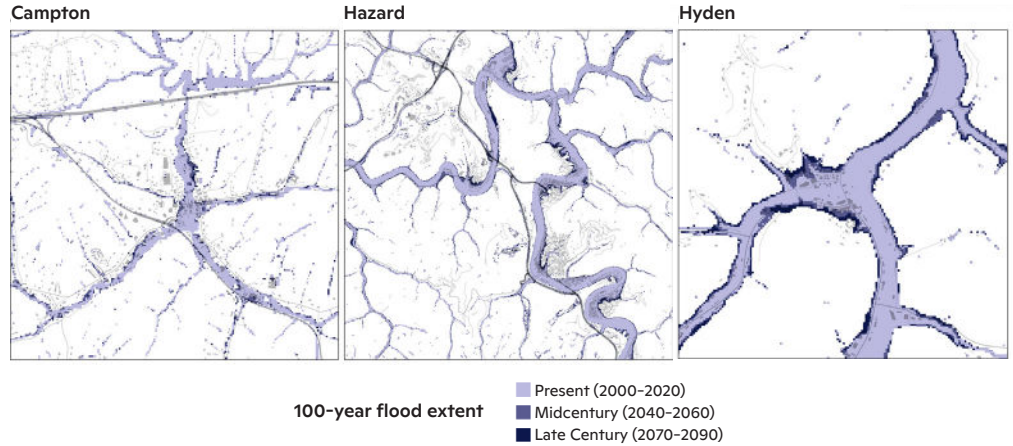 Campton
Hazard
Hyden
100-year flood extent
Present (2000–2020)
Midcentury (2040–2060)
Late Century (2070–2090)